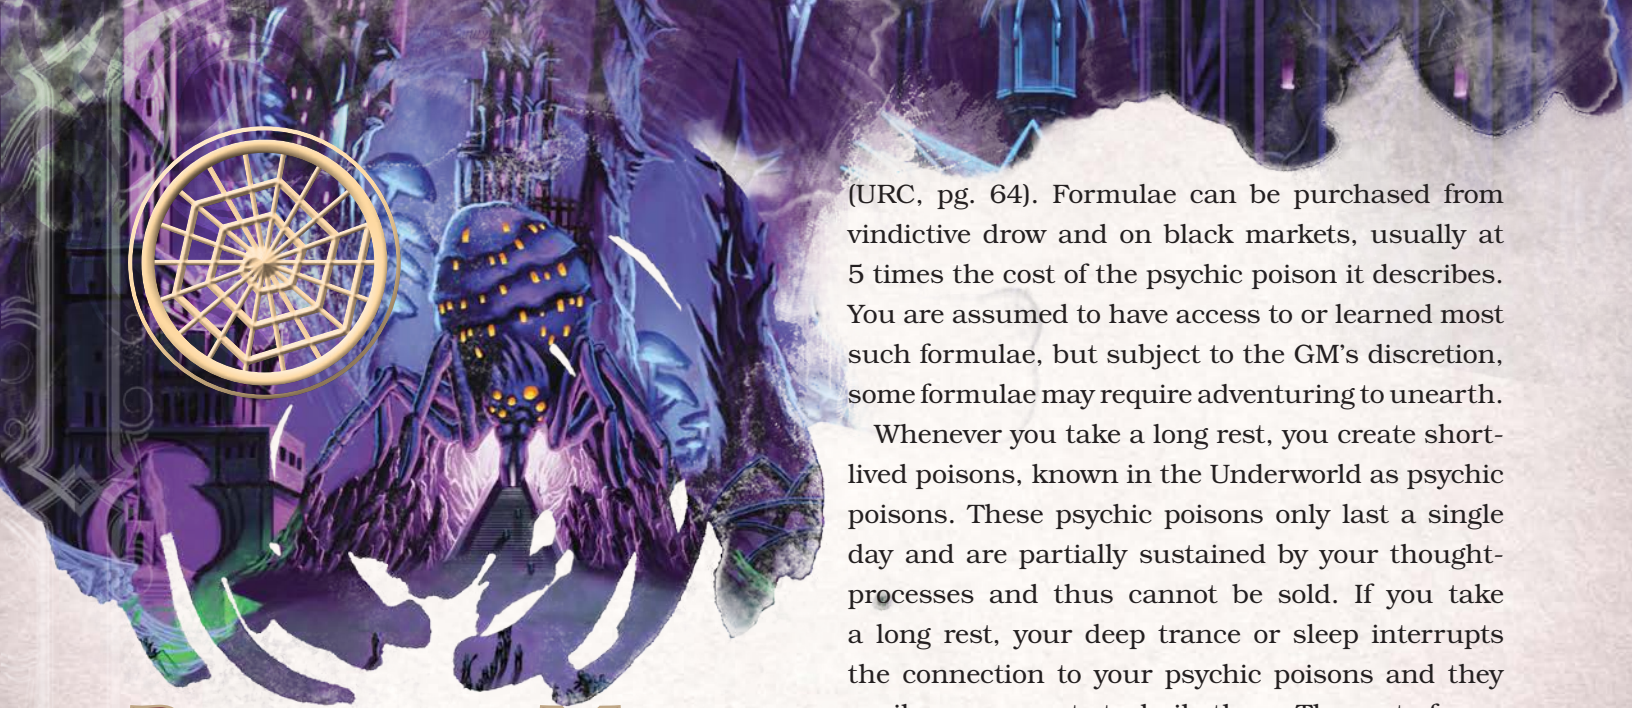 (URC, pg. 64). Formulae can be purchased from
vindictive drow and on black markets, usually at
5 times the cost of the psychic poison it describes.
You are assumed to have access to or learned most
such formulae, but subject to the GM's discretion,
some formulae may require adventuring to unearth.
Whenever you take a long rest, you create short-
lived poisons, known in the Underworld as psychic
poisons. These psychic poisons only last a single
day and are partially sustained by your thought-
processes and thus cannot be sold. If you take
a long rest, your deep trance or sleep interrupts
the connection to your psychic poisons and they